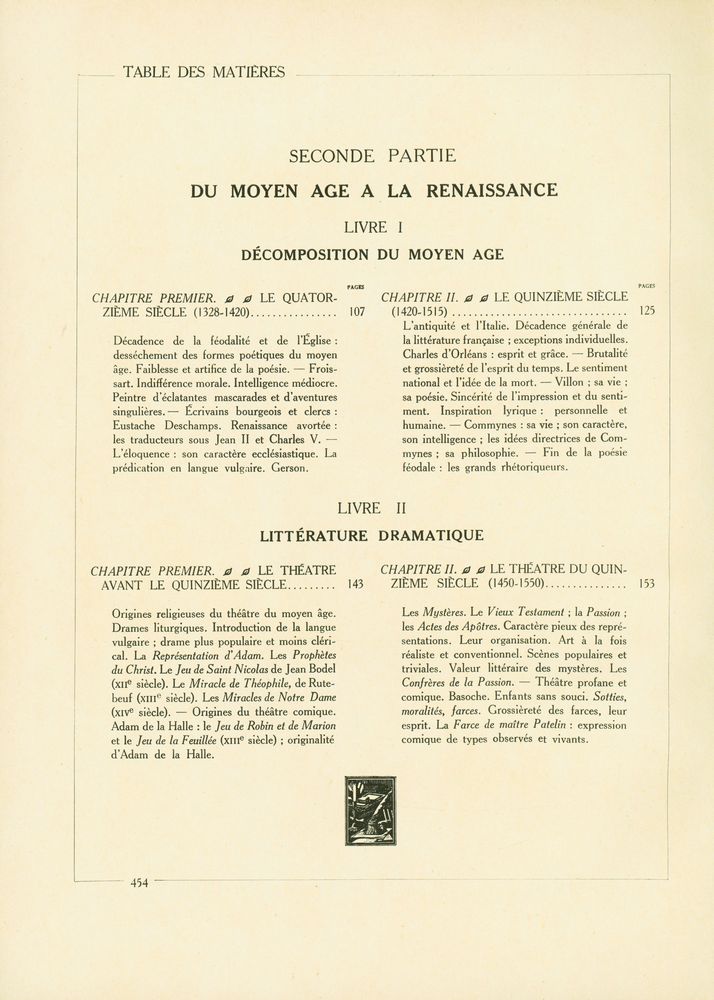 TABLE DES MATIÈRES
SECONDE PARTIE
DU MOYEN AGE A LA RENAISSANCE
LIVRE I
DÉCOMPOSITION DU MOYEN AGE
PAGES
CHAPITRE PREMIER. LE QUATOR-
ZIÈME SIÈCLE (1328-1420)............... 107
Décadence de la féodalité et de l'Église :
desséchement des formes poétiques du moyen
âge. Faiblesse et artifice de la poésie. — Frois-
sart. Indifférence morale. Intelligence médiocre.
Peintre d'éclatantes mascarades et d'aventures
singulières. — Écrivains bourgeois et clercs :
Eustache Deschamps. Renaissance avortée :
les traducteurs sous Jean II et Charles V. —
L'éloquence : son caractère ecclésiastique. La
prédication en langue vulgaire. Gerson.
PAGES
CHAPITRE II. LE QUINZIÈME SIÈCLE
(1420-1515) .............................. 125
L'antiquité et l'Italie. Décadence générale de
la littérature française ; exceptions individuelles.
Charles d'Orléans : esprit et grâce. — Brutalité
et grossièreté de l'esprit du temps. Le sentiment
national et l'idée de la mort. — Villon ; sa vie ;
sa poésie. Sincérité de l'impression et du senti-
ment. Inspiration lyrique : personnelle et
humaine. — Commynes : sa vie ; son caractère,
son intelligence ; les idées directrices de Com-
mynes ; sa philosophie. — Fin de la poésie
féodale : les grands rhétoriqueurs.
LIVRE II
LITTÉRATURE DRAMATIQUE
CHAPITRE PREMIER. LE THÉATRE
AVANT LE QUINZIÈME SIÈCLE......... 143
Origines religieuses du théâtre du moyen âge.
Drames liturgiques. Introduction de la langue
vulgaire ; drame plus populaire et moins cléri-
cal. La Représentation d'Adam. Les Prophètes
du Christ. Le Jeu de Saint Nicolas de Jean Bodel
(XIIe siècle). Le Miracle de Théophile, de Rute-
beuf (XIIIe siècle). Les Miracles de Notre Dame
(XIVe siècle). — Origines du théâtre comique.
Adam de la Halle : le Jeu de Robin et de Marion
et le Jeu de la Feuillée (XIIIe siècle) ; originalité
d'Adam de la Halle.
CHAPITRE II. LE THÉATRE DU QUIN-
ZIÈME SIÈCLE (1450-1550).............. 153
Les Mystères. Le Vieux Testament ; la Passion ;
les Actes des Apôtres. Caractère pieux des repré-
sentations. Leur organisation. Art à la fois
réaliste et conventionnel. Scènes populaires et
triviales. Valeur littéraire des mystères. Les
Confrères de la Passion. — Théâtre profane et
comique. Basoche. Enfants sans souci. Sotties,
moralités, farces. Grossièreté des farces, leur
esprit. La Farce de maître Patelin : expression
comique de types observés et vivants.
454